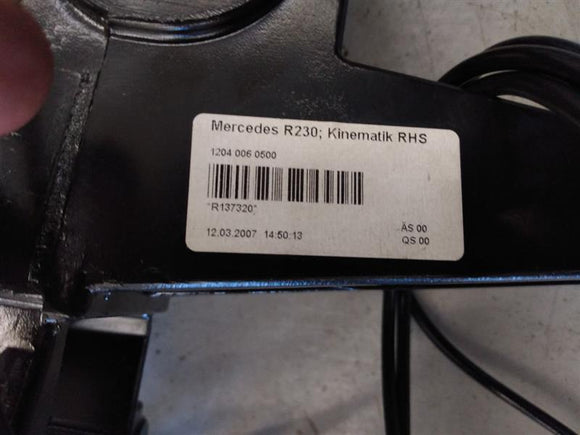 Mercedes R230; Kinematik RHS
1204 006 0500
"R137320"
12.03.2007 14:50:13
ÄS 00
QS 00